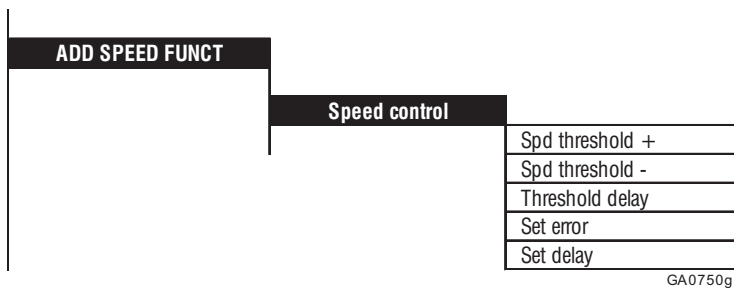 ADD SPEED FUNCT
Speed control
Spd threshold +
Spd threshold -
Threshold delay
Set error
Set delay
GA0750g